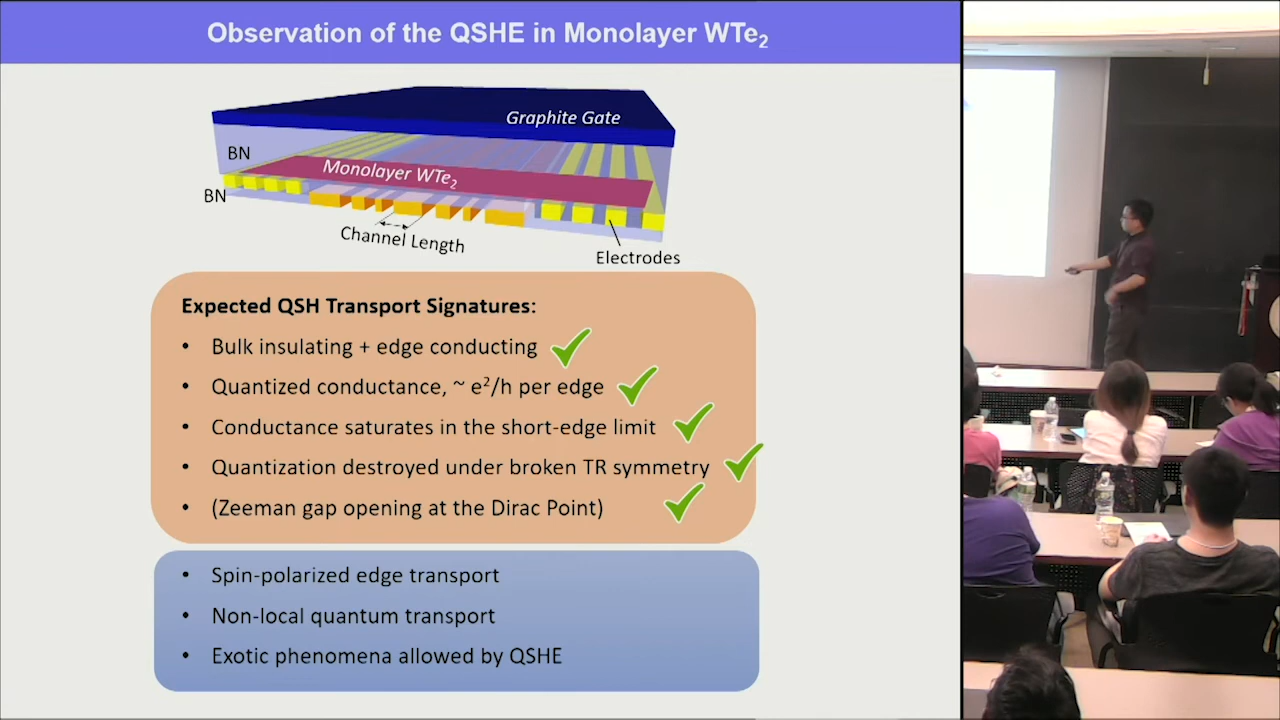 Observation of the QSHE in Monolayer WTe₂
Graphite Gate
BN
Monolayer WTe₂
BN
Channel Length
Electrodes
Expected QSH Transport Signatures:
• Bulk insulating + edge conducting
• Quantized conductance, ~ e²/h per edge
• Conductance saturates in the short-edge limit
• Quantization destroyed under broken TR symmetry
• (Zeeman gap opening at the Dirac Point)
• Spin-polarized edge transport
• Non-local quantum transport
• Exotic phenomena allowed by QSHE